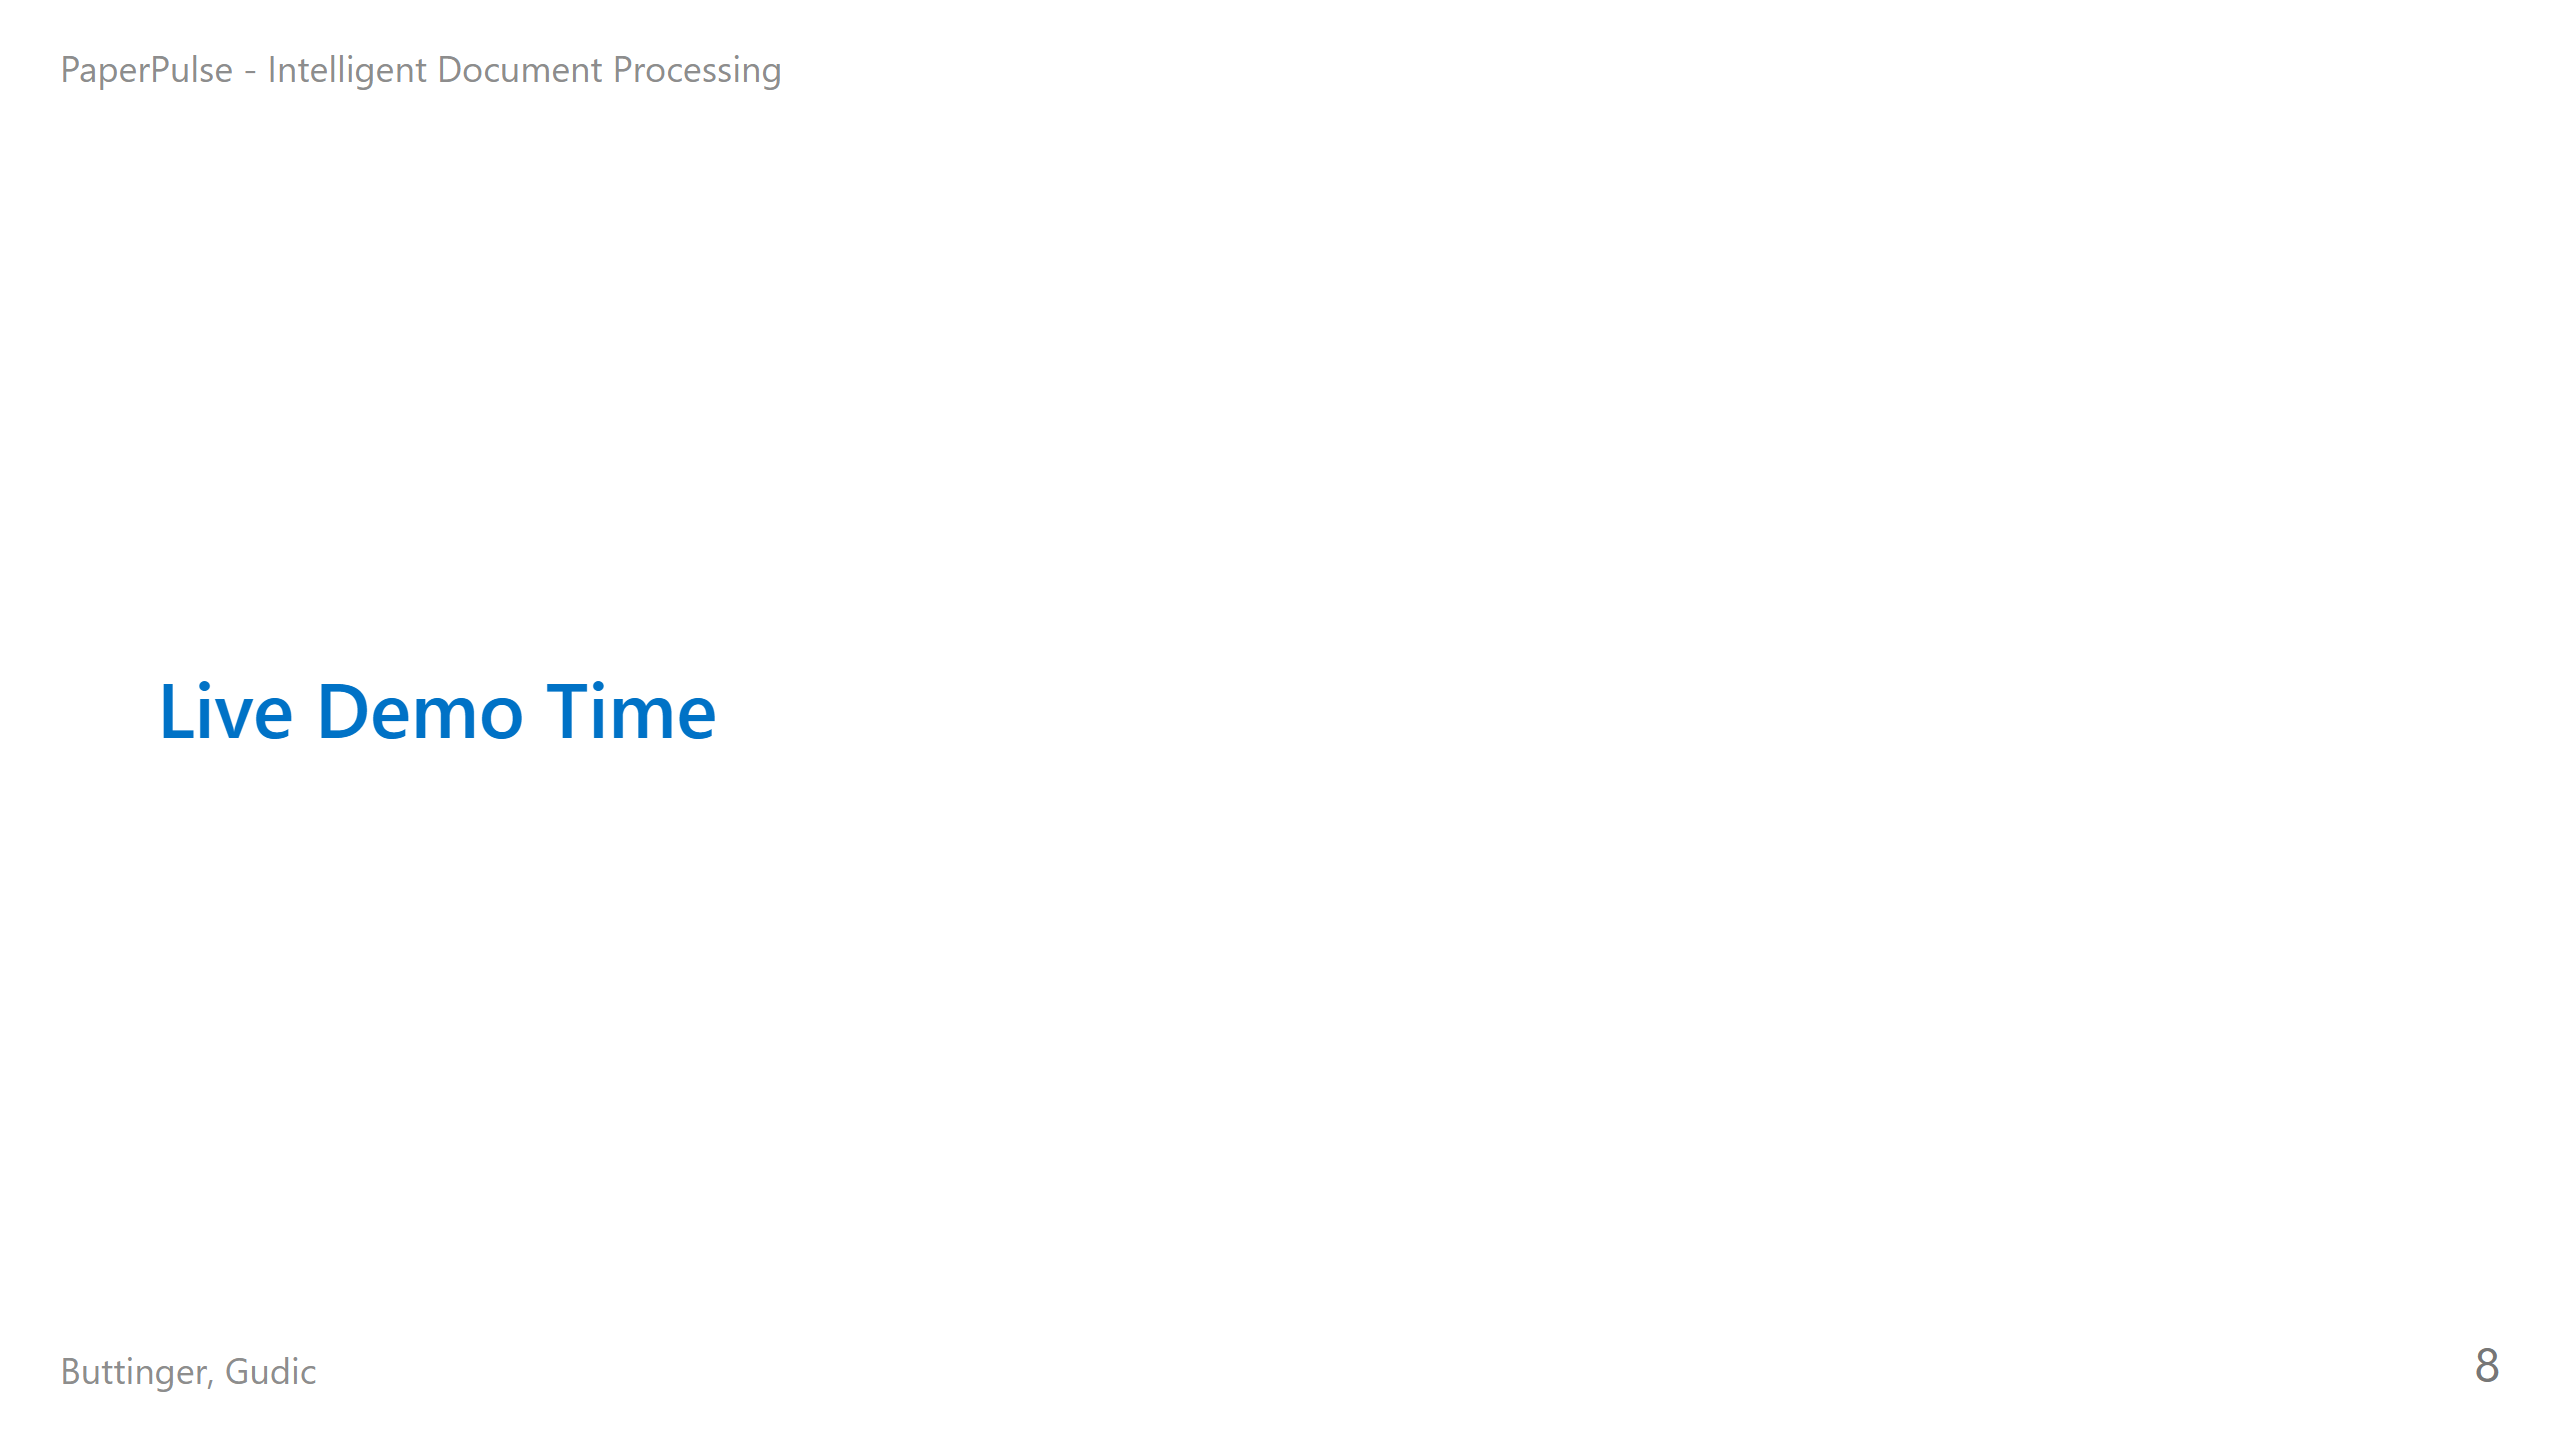 PaperPulse - Intelligent Document Processing
Live Demo Time
Buttinger, Gudic
8